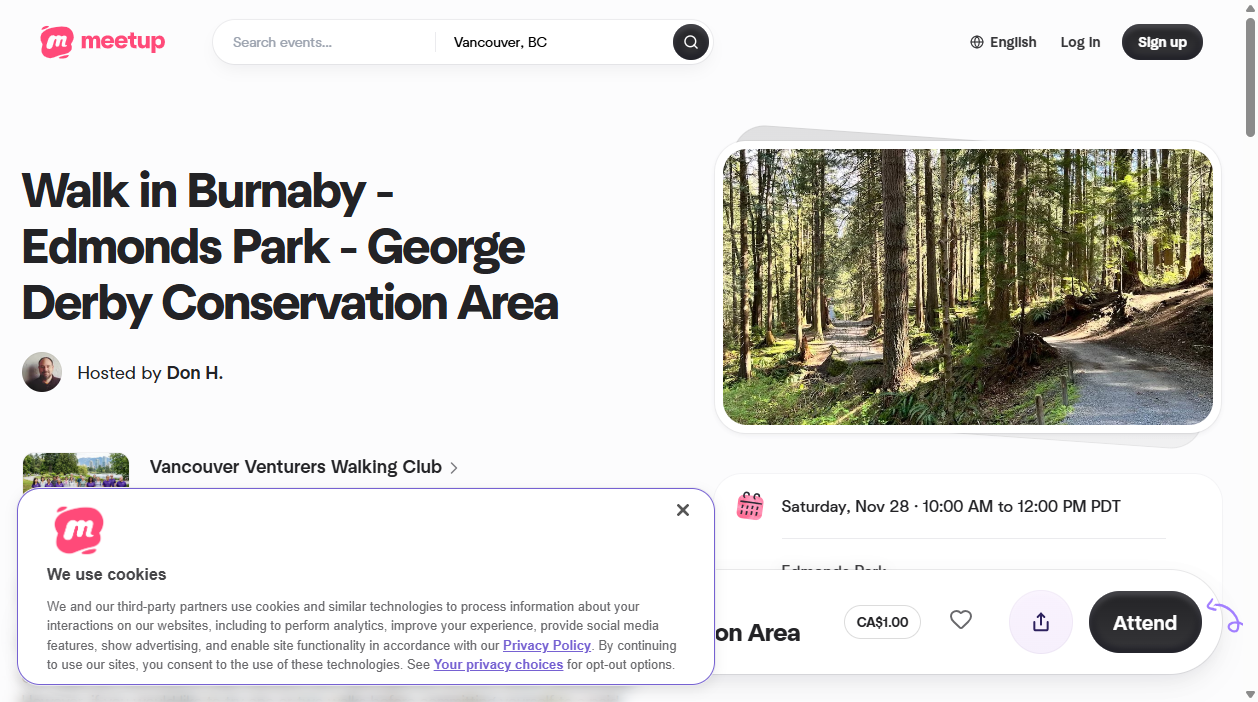 meetup
Search events...
Vancouver, BC
English
Log in
Sign up
Walk in Burnaby -
Edmonds Park - George
Derby Conservation Area
Hosted by Don H.
Vancouver Venturers Walking Club
Saturday, Nov 28 · 10:00 AM to 12:00 PM PDT
Edmonds Park
m
We use cookies
We and our third-party partners use cookies and similar technologies to process information about your
interactions on our websites, including to perform analytics, improve your experience, provide social media
features, show advertising, and enable site functionality in accordance with our Privacy Policy. By continuing
to use our sites, you consent to the use of these technologies. See Your privacy choices for opt-out options.
on Area
CA$1.00
Attend